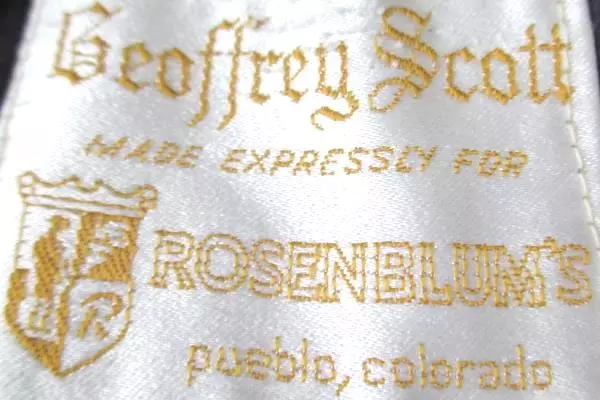 Geoffrey Scott
MADE EXPRESSLY FOR
ROSENBLUM'S
pueblo, colorado